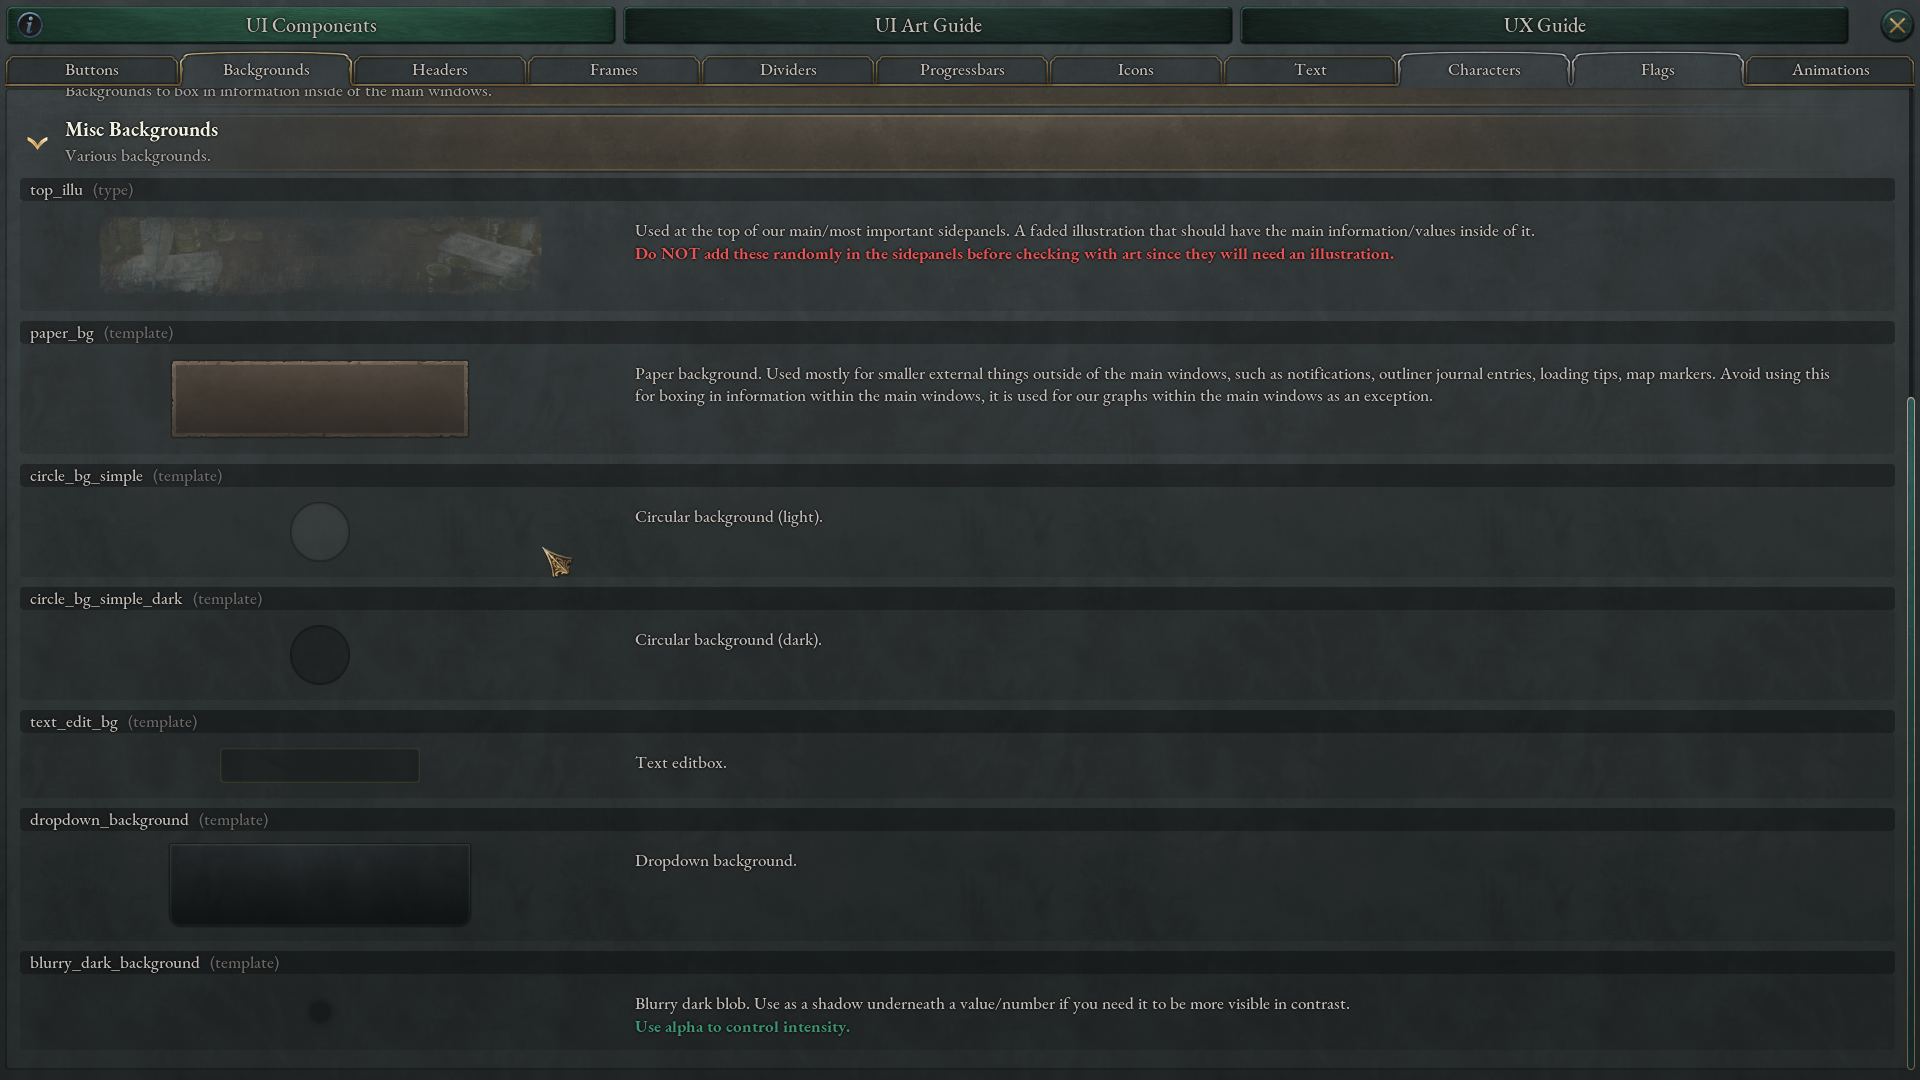 UI Components
UI Art Guide
UX Guide
Buttons
Backgrounds
Headers
Frames
Dividers
Progressbars
Icons
Text
Characters
Flags
Animations
Backgrounds to box in information inside of the main windows.
Misc Backgrounds
Various backgrounds.
top_illu (type)
Used at the top of our main/most important sidepanels. A faded illustration that should have the main information/values inside of it.
Do NOT add these randomly in the sidepanels before checking with art since they will need an illustration.
paper_bg (template)
Paper background. Used mostly for smaller external things outside of the main windows, such as notifications, outliner journal entries, loading tips, map markers. Avoid using this
for boxing in information within the main windows, it is used for our graphs within the main windows as an exception.
circle_bg_simple (template)
Circular background (light).
circle_bg_simple_dark (template)
Circular background (dark).
text_edit_bg (template)
Text editbox.
dropdown_background (template)
Dropdown background.
blurry_dark_background (template)
Blurry dark blob. Use as a shadow underneath a value/number if you need it to be more visible in contrast.
Use alpha to control intensity.